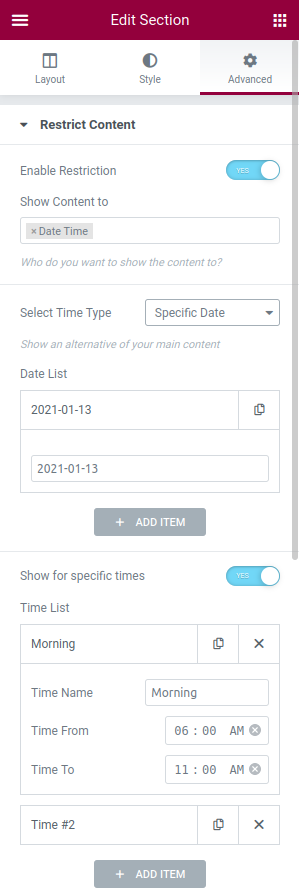 Edit Section
Layout Style Advanced
Restrict Content
Enable Restriction YES
Show Content to
× Date Time
Who do you want to show the content to?
Select Time Type Specific Date
Show an alternative of your main content
Date List
2021-01-13
2021-01-13
+ ADD ITEM
Show for specific times YES
Time List
Morning
Time Name Morning
Time From 06 : 00 AM
Time To 11 : 00 AM
Time #2
+ ADD ITEM